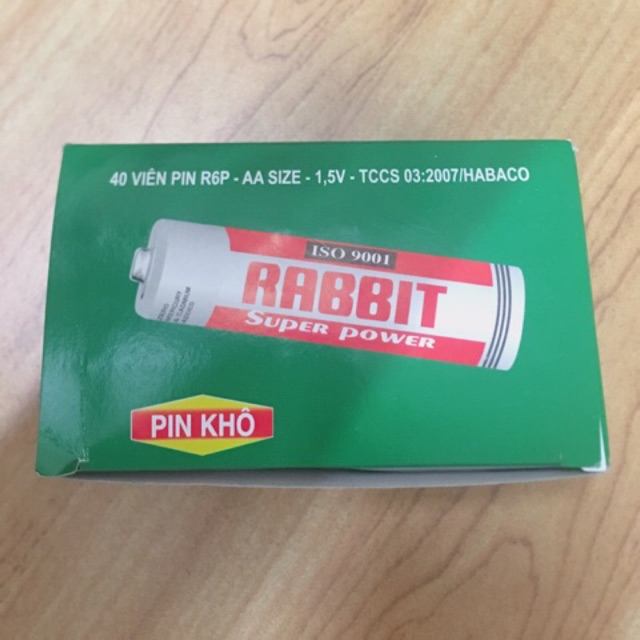 40 VIÊN PIN R6P - AA SIZE - 1,5V - TCCS 03:2007/HABACO
ISO 9001
RABBIT
Super POWER
PIN KHÔ